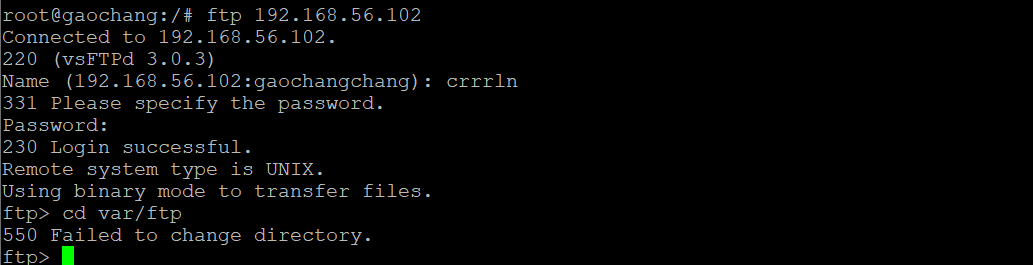 root@gaochang:/# ftp 192.168.56.102
Connected to 192.168.56.102.
220 (vsFTPd 3.0.3)
Name (192.168.56.102:gaochangchang): crrrln
331 Please specify the password.
Password:
230 Login successful.
Remote system type is UNIX.
Using binary mode to transfer files.
ftp> cd var/ftp
550 Failed to change directory.
ftp>